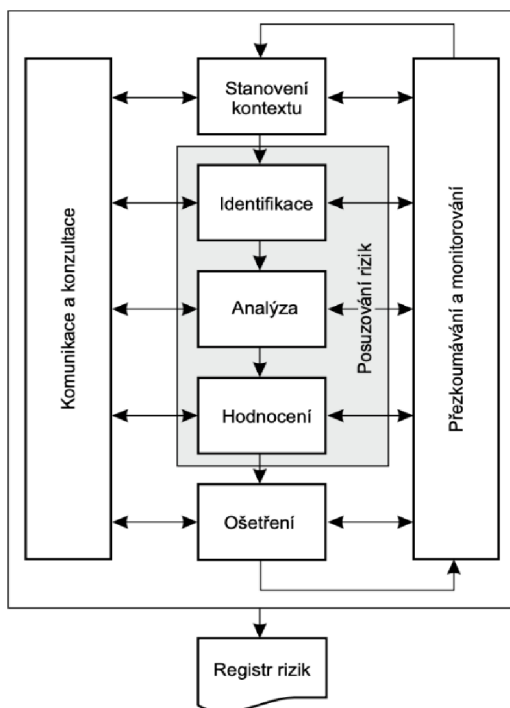 Stanovení
kontextu
Komunikace a konzultace
Identifikace
Analýza
Hodnocení
Posuzování rizik
Přezkoumávání a monitorování
Ošetření
Registr rizik